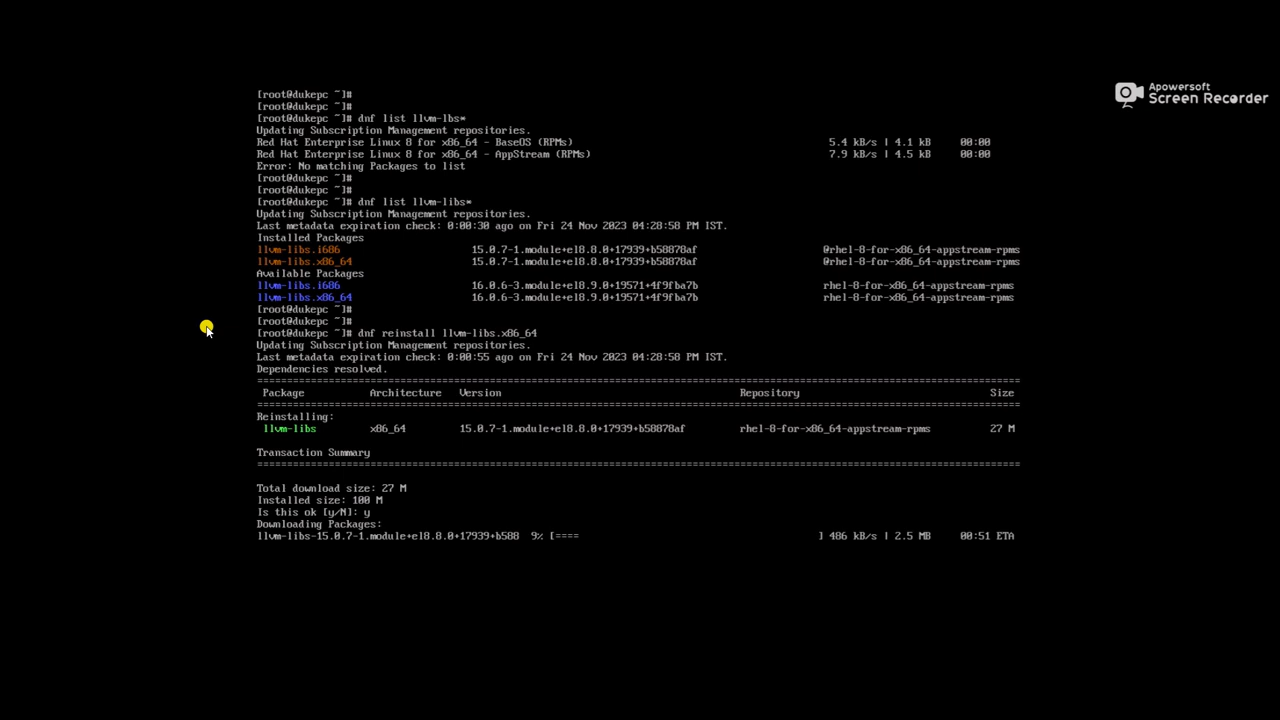 [root@dukepc ~]#
[root@dukepc ~]#
[root@dukepc ~]# dnf list llvm-lbs*
Updating Subscription Management repositories.
Red Hat Enterprise Linux 8 for x86_64 - BaseOS (RPMs) 5.4 kB/s | 4.1 kB 00:00
Red Hat Enterprise Linux 8 for x86_64 - AppStream (RPMs) 7.9 kB/s | 4.5 kB 00:00
Error: No matching Packages to list
[root@dukepc ~]#
[root@dukepc ~]#
[root@dukepc ~]# dnf list llvm-libs*
Updating Subscription Management repositories.
Last metadata expiration check: 0:00:30 ago on Fri 24 Nov 2023 04:28:58 PM IST.
Installed Packages
llvm-libs.i686 15.0.7-1.module+el8.8.0+17939+b58878af @rhel-8-for-x86_64-appstream-rpms
llvm-libs.x86_64 15.0.7-1.module+el8.8.0+17939+b58878af @rhel-8-for-x86_64-appstream-rpms
Available Packages
llvm-libs.i686 16.0.6-3.module+el8.9.0+19571+4f9fba7b rhel-8-for-x86_64-appstream-rpms
llvm-libs.x86_64 16.0.6-3.module+el8.9.0+19571+4f9fba7b rhel-8-for-x86_64-appstream-rpms
[root@dukepc ~]#
[root@dukepc ~]#
[root@dukepc ~]# dnf reinstall llvm-libs.x86_64
Updating Subscription Management repositories.
Last metadata expiration check: 0:00:55 ago on Fri 24 Nov 2023 04:28:58 PM IST.
Dependencies resolved.
================================================================================
Package Architecture Version Repository Size
================================================================================
Reinstalling:
llvm-libs x86_64 15.0.7-1.module+el8.8.0+17939+b58878af rhel-8-for-x86_64-appstream-rpms 27 M
Transaction Summary
================================================================================
Total download size: 27 M
Installed size: 100 M
Is this ok [y/N]: y
Downloading Packages:
llvm-libs-15.0.7-1.module+el8.8.0+17939+b588 9% [==== ] 486 kB/s | 2.5 MB 00:51 ETA
Apowersoft
Screen Recorder